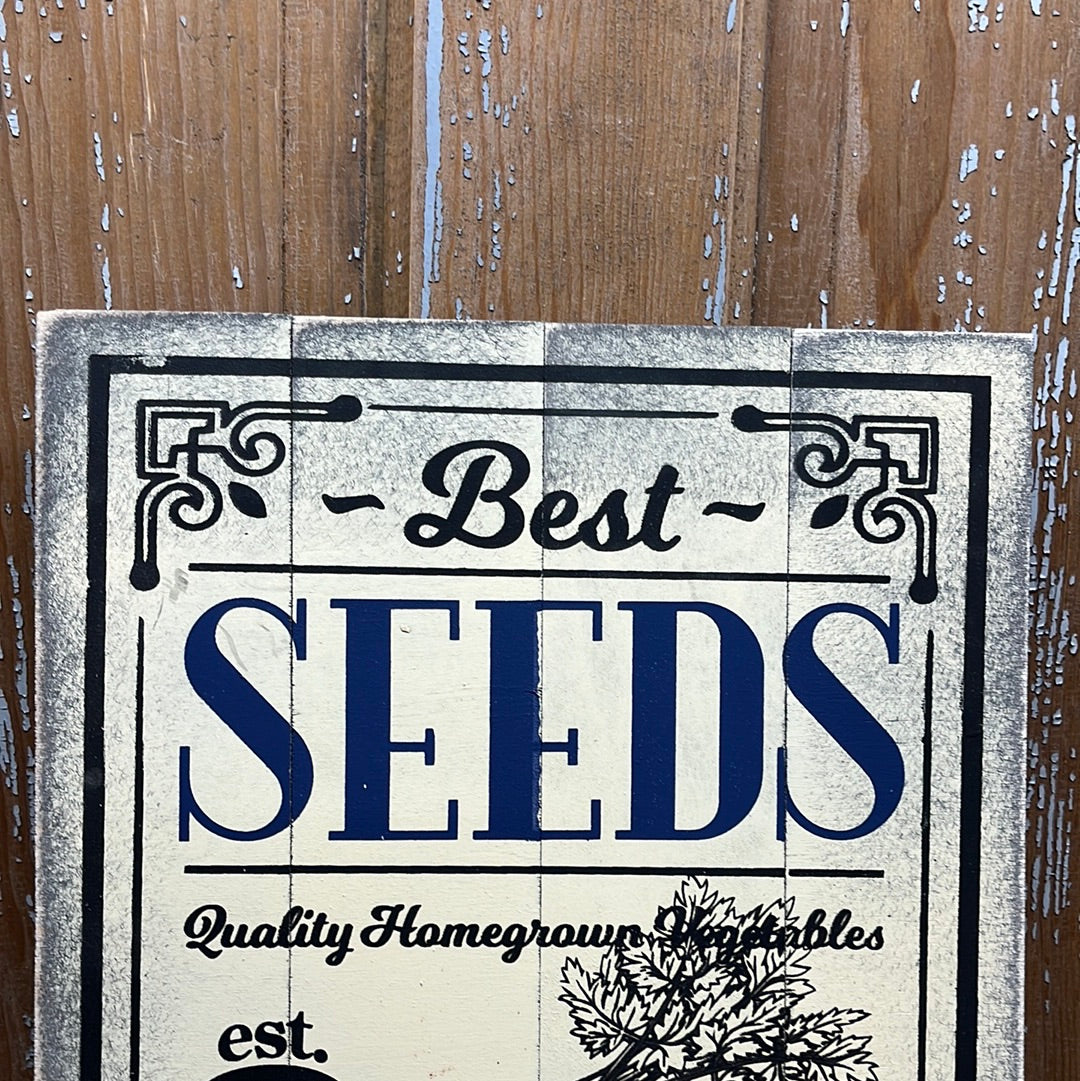 ~ Best ~
SEEDS
Quality Homegrown Vegetables
est.